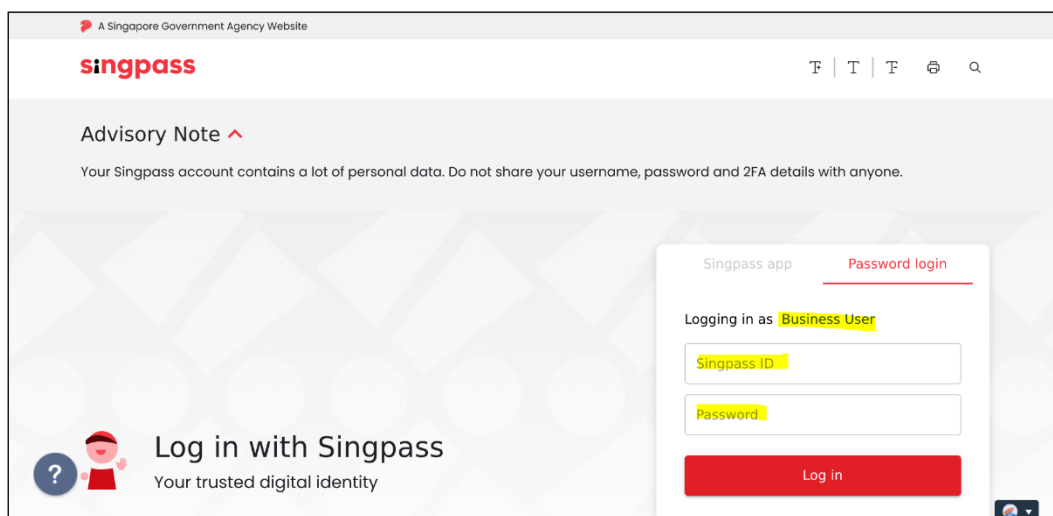 A Singapore Government Agency Website
singpass
T T T
Advisory Note
Your Singpass account contains a lot of personal data. Do not share your username, password and 2FA details with anyone.
Singpass app Password login
Logging in as Business User
Singpass ID
Password
Log in
Log in with Singpass
Your trusted digital identity
?